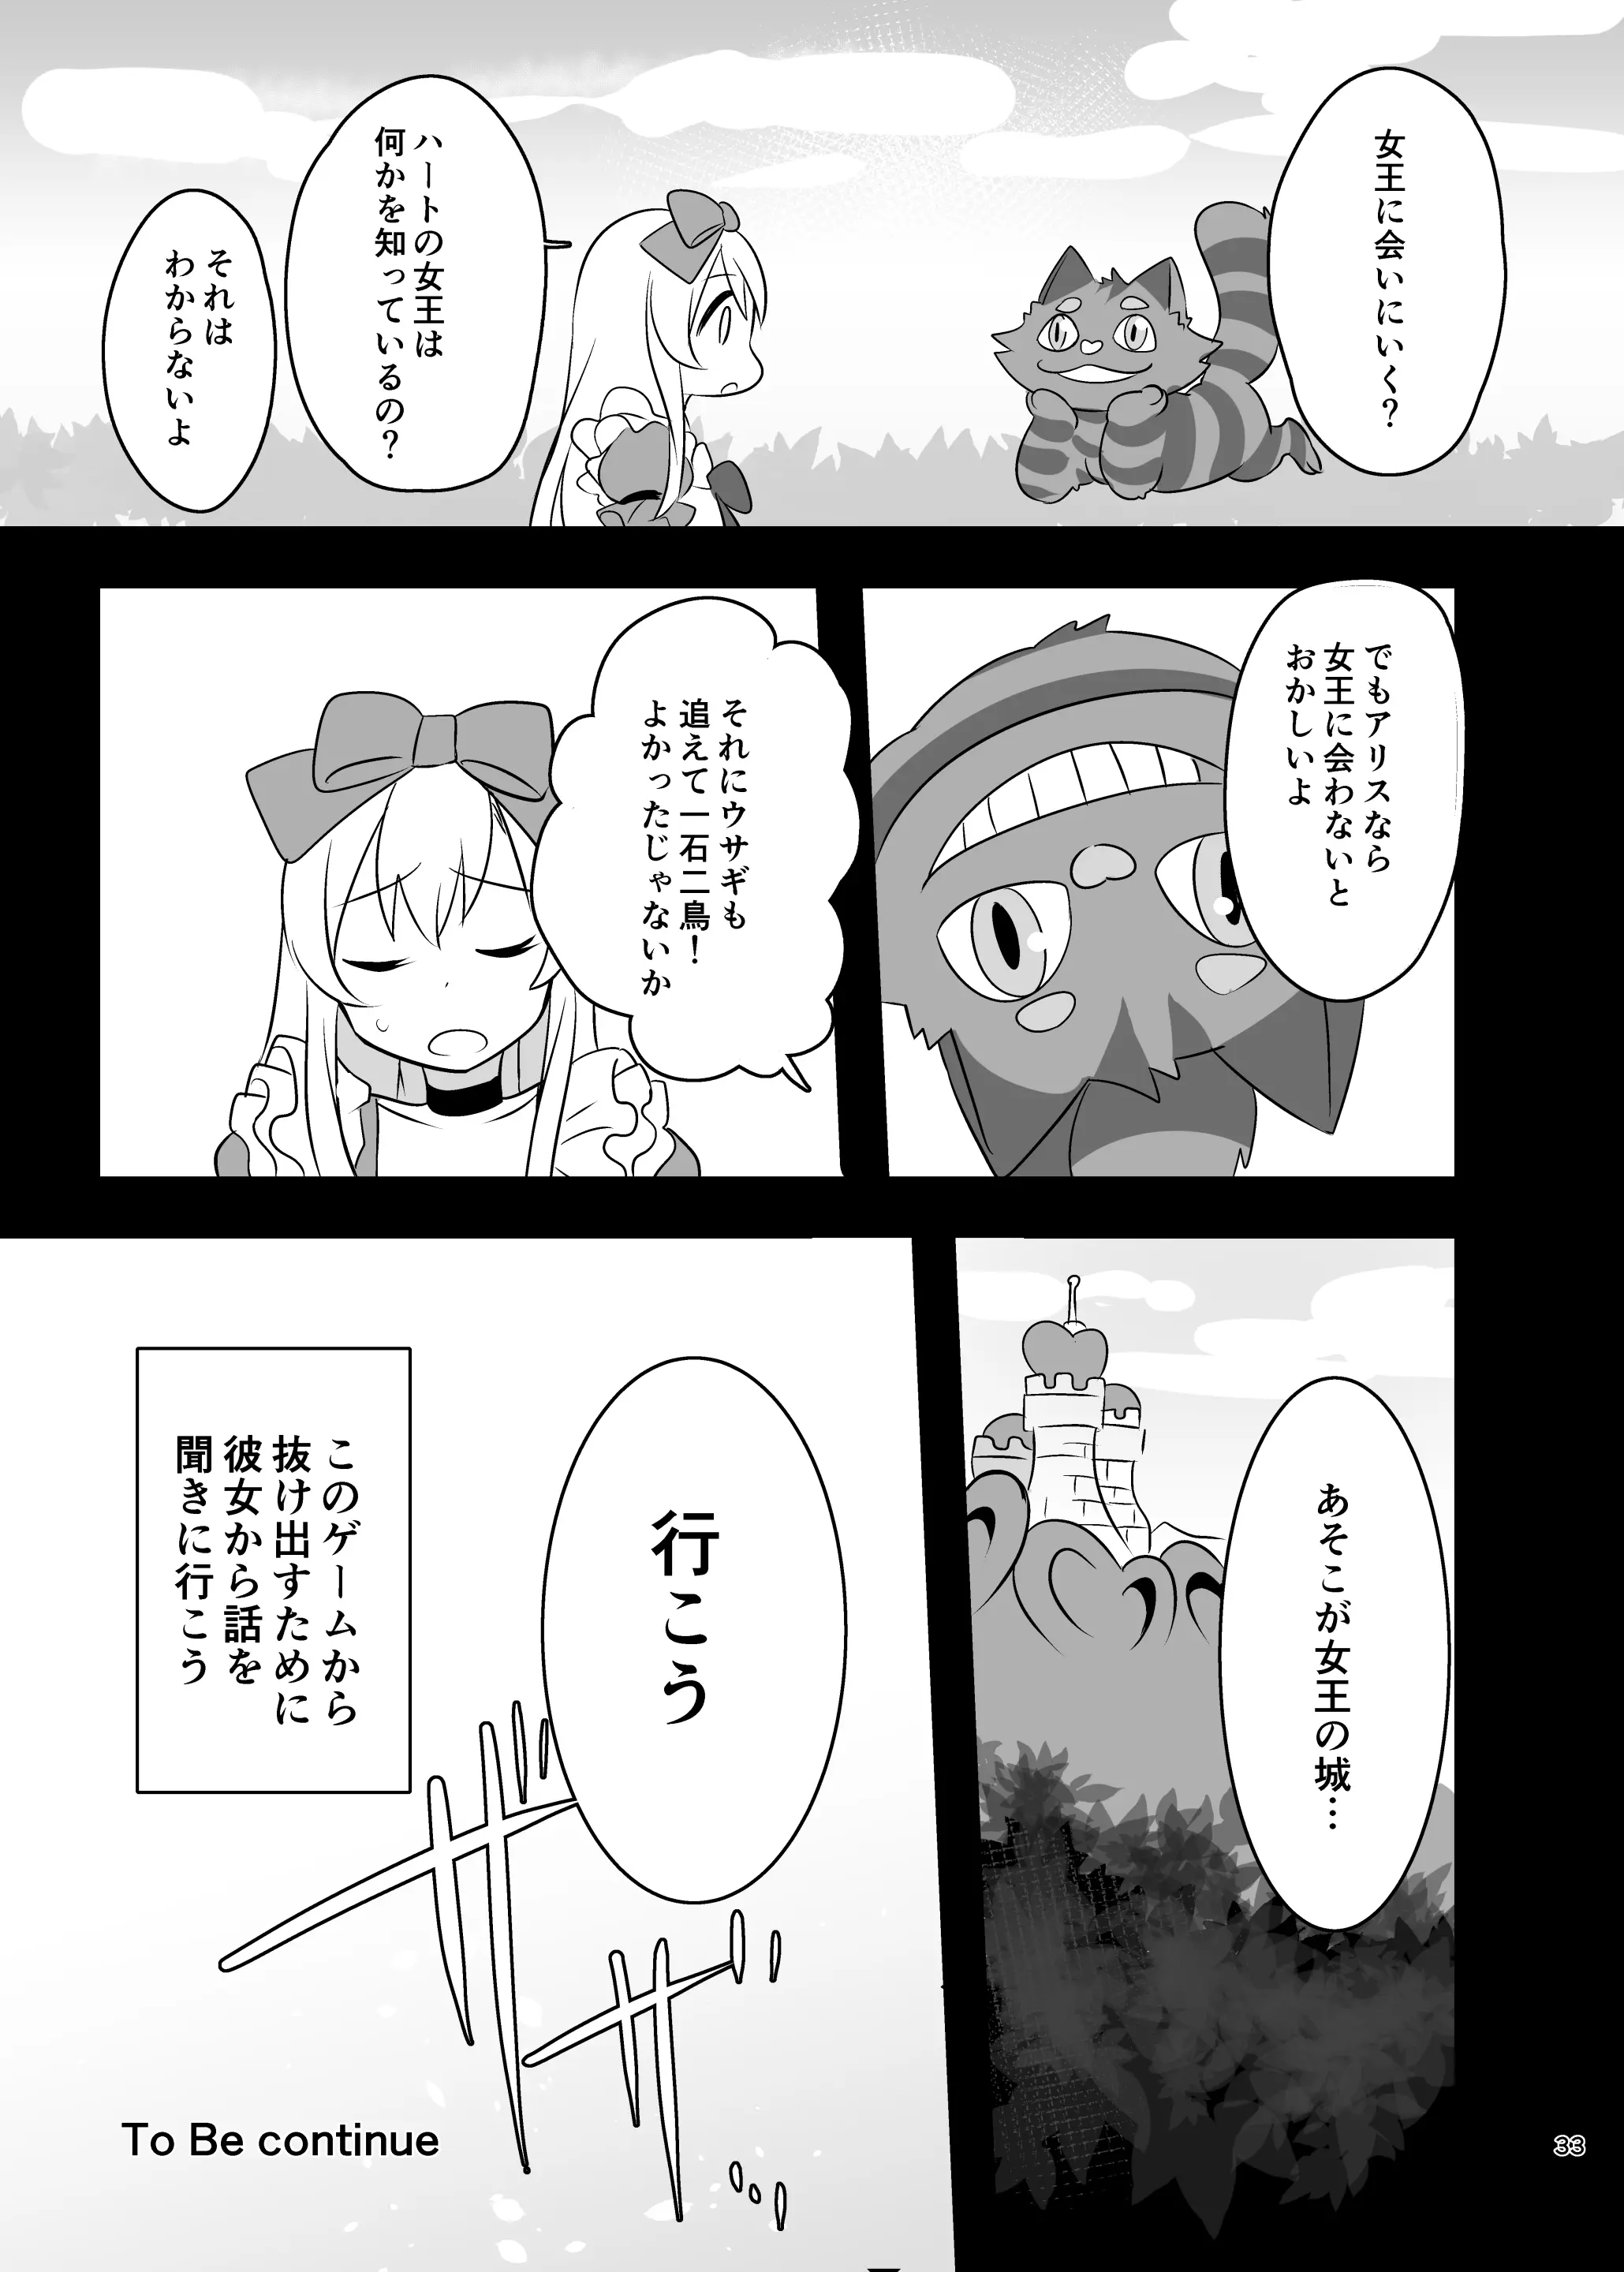 女王に会いにいく?
ハートの女王は
何かを知っているの?
それは
わからないよ
でもアリスなら
女王に会わないと
おかしいよ
それにウサギも
追えて一石二鳥!
よかったじゃないか
あそこが女王の城…
行こう
ザザ
このゲームから
抜け出すために
彼女から話を
聞きに行こう
To Be continue
33